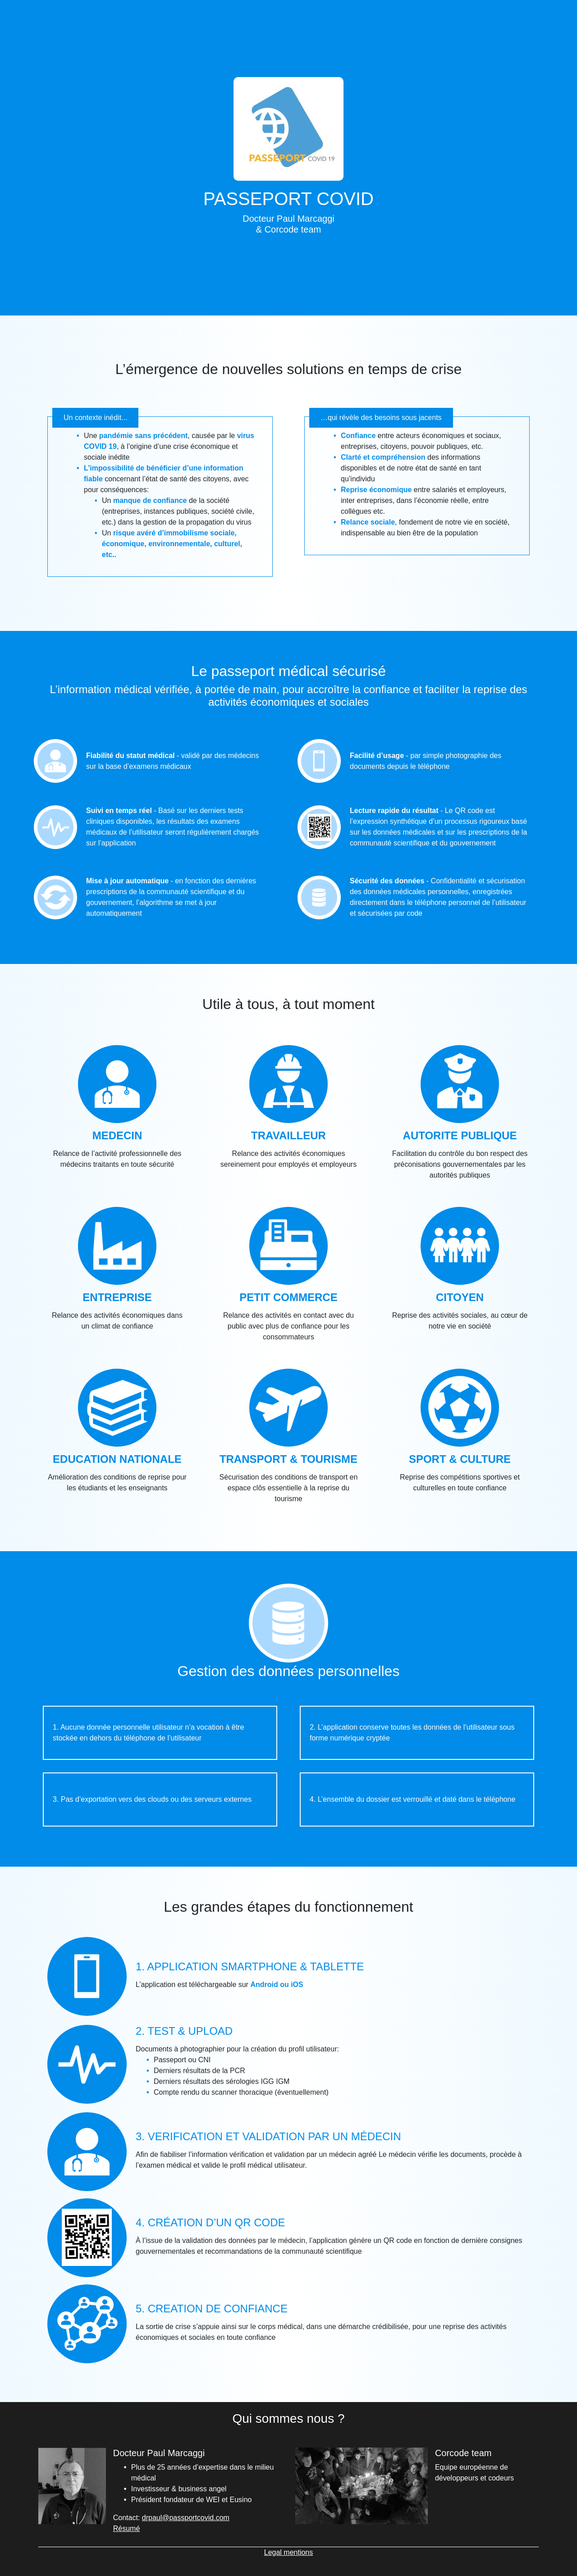 PASSEPORT COVID 19
PASSEPORT COVID
Docteur Paul Marcaggi
& Corcode team
L’émergence de nouvelles solutions en temps de crise
Un contexte inédit...
Une pandémie sans précédent, causée par le virus
COVID 19, à l’origine d’une crise économique et
sociale inédite
L’impossibilité de bénéficier d’une information
fiable concernant l’état de santé des citoyens, avec
pour conséquences:
Un manque de confiance de la société
(entreprises, instances publiques, société civile,
etc.) dans la gestion de la propagation du virus
Un risque avéré d’immobilisme sociale,
économique, environnementale, culturel,
etc..
…qui révèle des besoins sous jacents
Confiance entre acteurs économiques et sociaux,
entreprises, citoyens, pouvoir publiques, etc.
Clarté et compréhension des informations
disponibles et de notre état de santé en tant
qu’individu
Reprise économique entre salariés et employeurs,
inter entreprises, dans l’économie réelle, entre
collègues etc.
Relance sociale, fondement de notre vie en société,
indispensable au bien être de la population
Le passeport médical sécurisé
L’information médical vérifiée, à portée de main, pour accroître la confiance et faciliter la reprise des
activités économiques et sociales
Fiabilité du statut médical - validé par des médecins
sur la base d’examens médicaux
Facilité d’usage - par simple photographie des
documents depuis le téléphone
Suivi en temps réel - Basé sur les derniers tests
cliniques disponibles, les résultats des examens
médicaux de l’utilisateur seront régulièrement chargés
sur l’application
Lecture rapide du résultat - Le QR code est
l’expression synthétique d’un processus rigoureux basé
sur les données médicales et sur les prescriptions de la
communauté scientifique et du gouvernement
Mise à jour automatique - en fonction des dernières
prescriptions de la communauté scientifique et du
gouvernement, l’algorithme se met à jour
automatiquement
Sécurité des données - Confidentialité et sécurisation
des données médicales personnelles, enregistrées
directement dans le téléphone personnel de l’utilisateur
et sécurisées par code
Utile à tous, à tout moment
MEDECIN
Relance de l’activité professionnelle des
médecins traitants en toute sécurité
TRAVAILLEUR
Relance des activités économiques
sereinement pour employés et employeurs
AUTORITE PUBLIQUE
Facilitation du contrôle du bon respect des
préconisations gouvernementales par les
autorités publiques
ENTREPRISE
Relance des activités économiques dans
un climat de confiance
PETIT COMMERCE
Relance des activités en contact avec du
public avec plus de confiance pour les
consommateurs
CITOYEN
Reprise des activités sociales, au cœur de
notre vie en société
EDUCATION NATIONALE
Amélioration des conditions de reprise pour
les étudiants et les enseignants
TRANSPORT & TOURISME
Sécurisation des conditions de transport en
espace clôs essentielle à la reprise du
tourisme
SPORT & CULTURE
Reprise des compétitions sportives et
culturelles en toute confiance
Gestion des données personnelles
1. Aucune donnée personnelle utilisateur n’a vocation à être
stockée en dehors du téléphone de l’utilisateur
2. L’application conserve toutes les données de l’utilisateur sous
forme numérique cryptée
3. Pas d’exportation vers des clouds ou des serveurs externes
4. L’ensemble du dossier est verrouillé et daté dans le téléphone
Les grandes étapes du fonctionnement
1. APPLICATION SMARTPHONE & TABLETTE
L’application est téléchargeable sur Android ou iOS
2. TEST & UPLOAD
Documents à photographier pour la création du profil utilisateur:
Passeport ou CNI
Derniers résultats de la PCR
Derniers résultats des sérologies IGG IGM
Compte rendu du scanner thoracique (éventuellement)
3. VERIFICATION ET VALIDATION PAR UN MÉDECIN
Afin de fiabiliser l’information vérification et validation par un médecin agréé Le médecin vérifie les documents, procède à
l’examen médical et valide le profil médical utilisateur.
4. CRÉATION D’UN QR CODE
À l’issue de la validation des données par le médecin, l’application génère un QR code en fonction de dernière consignes
gouvernementales et recommandations de la communauté scientifique
5. CREATION DE CONFIANCE
La sortie de crise s’appuie ainsi sur le corps médical, dans une démarche crédibilisée, pour une reprise des activités
économiques et sociales en toute confiance
Qui sommes nous ?
Docteur Paul Marcaggi
Plus de 25 années d’expertise dans le milieu
médical
Investisseur & business angel
Président fondateur de WEI et Eusino
Contact: drpaul@passportcovid.com
Résumé
Corcode team
Equipe européenne de
développeurs et codeurs
Legal mentions